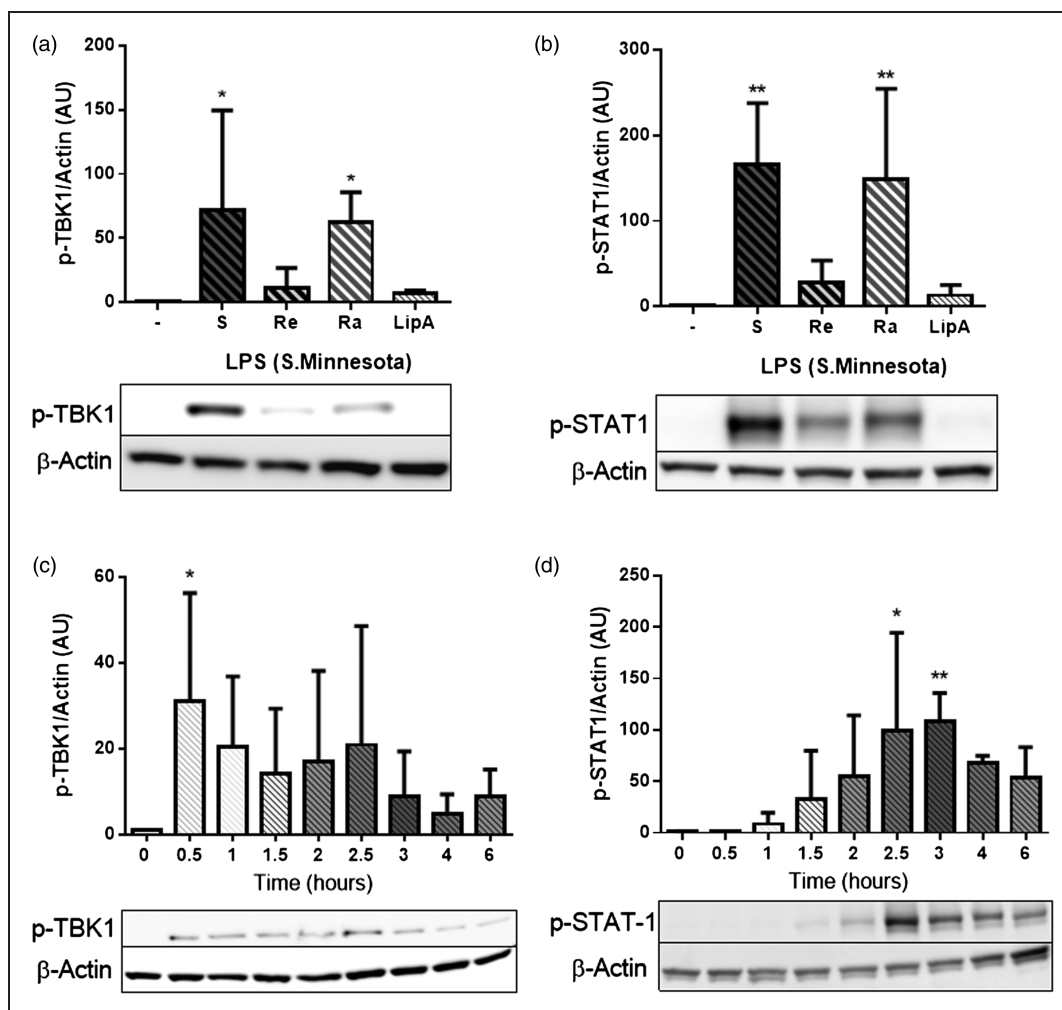 (a)
p-TBK1/Actin (AU)
200
150
100
50
0
*
*
- S Re Ra LipA
LPS (S.Minnesota)
p-TBK1
β-Actin
(b)
p-STAT1/Actin (AU)
300
200
100
0
**
**
- S Re Ra LipA
LPS (S.Minnesota)
p-STAT1
β-Actin
(c)
p-TBK1/Actin (AU)
60
40
20
0
*
0 0.5 1 1.5 2 2.5 3 4 6
Time (hours)
p-TBK1
β-Actin
(d)
p-STAT1/Actin (AU)
250
200
150
100
50
0
*
**
0 0.5 1 1.5 2 2.5 3 4 6
Time (hours)
p-STAT-1
β-Actin